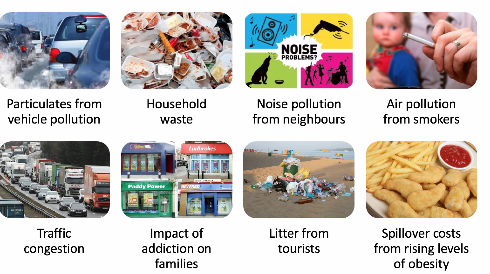 NOISE
PROBLEMS?
Particulates from
vehicle pollution
Household
waste
Noise pollution
from neighbours
Air pollution
from smokers
Ladbrokes
Paddy Power
Traffic
congestion
Impact of
addiction on
families
Litter from
tourists
Spillover costs
from rising levels
of obesity